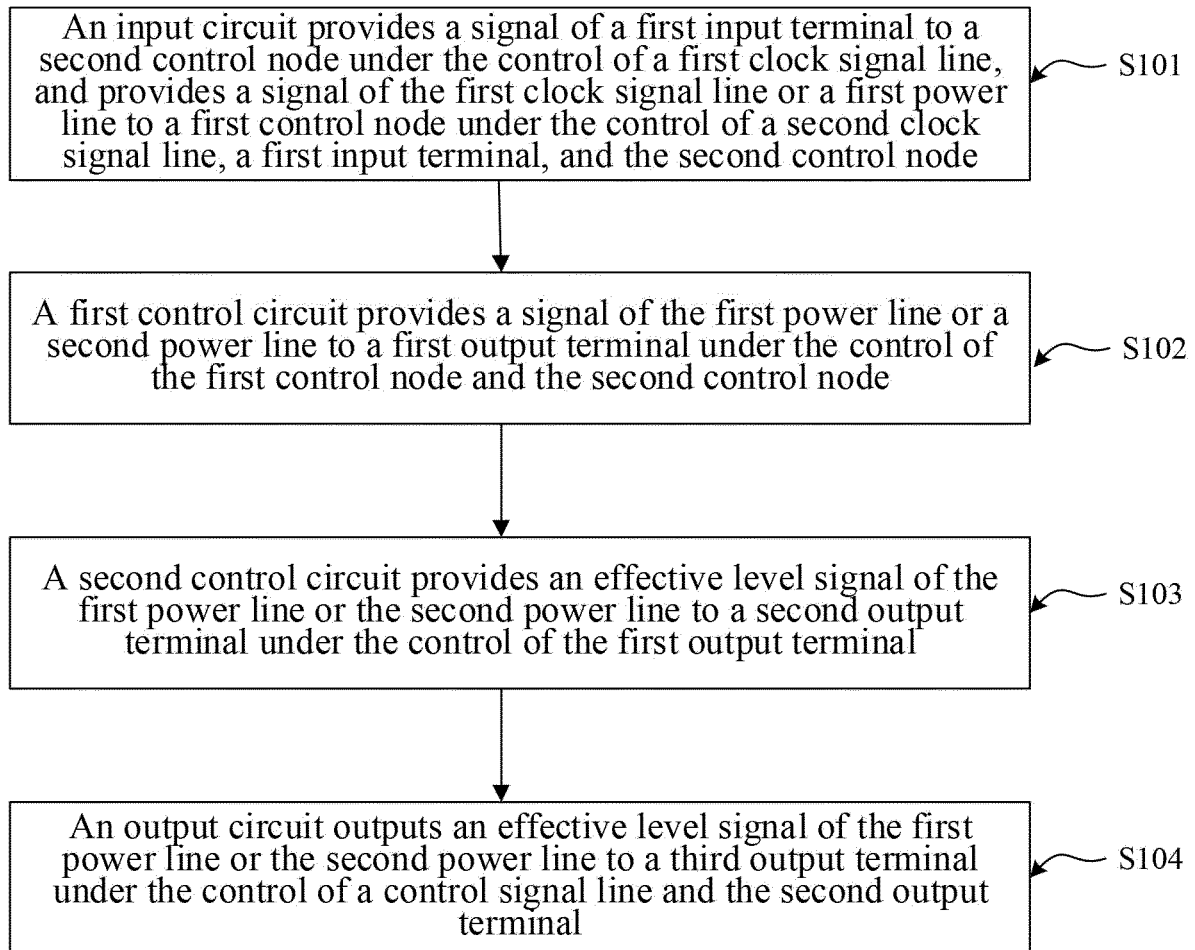 An input circuit provides a signal of a first input terminal to a
second control node under the control of a first clock signal line,
and provides a signal of the first clock signal line or a first power
line to a first control node under the control of a second clock
signal line, a first input terminal, and the second control node
S101
A first control circuit provides a signal of the first power line or a
second power line to a first output terminal under the control of
the first control node and the second control node
S102
A second control circuit provides an effective level signal of the
first power line or the second power line to a second output
terminal under the control of the first output terminal
S103
An output circuit outputs an effective level signal of the first
power line or the second power line to a third output terminal
under the control of a control signal line and the second output
terminal
S104